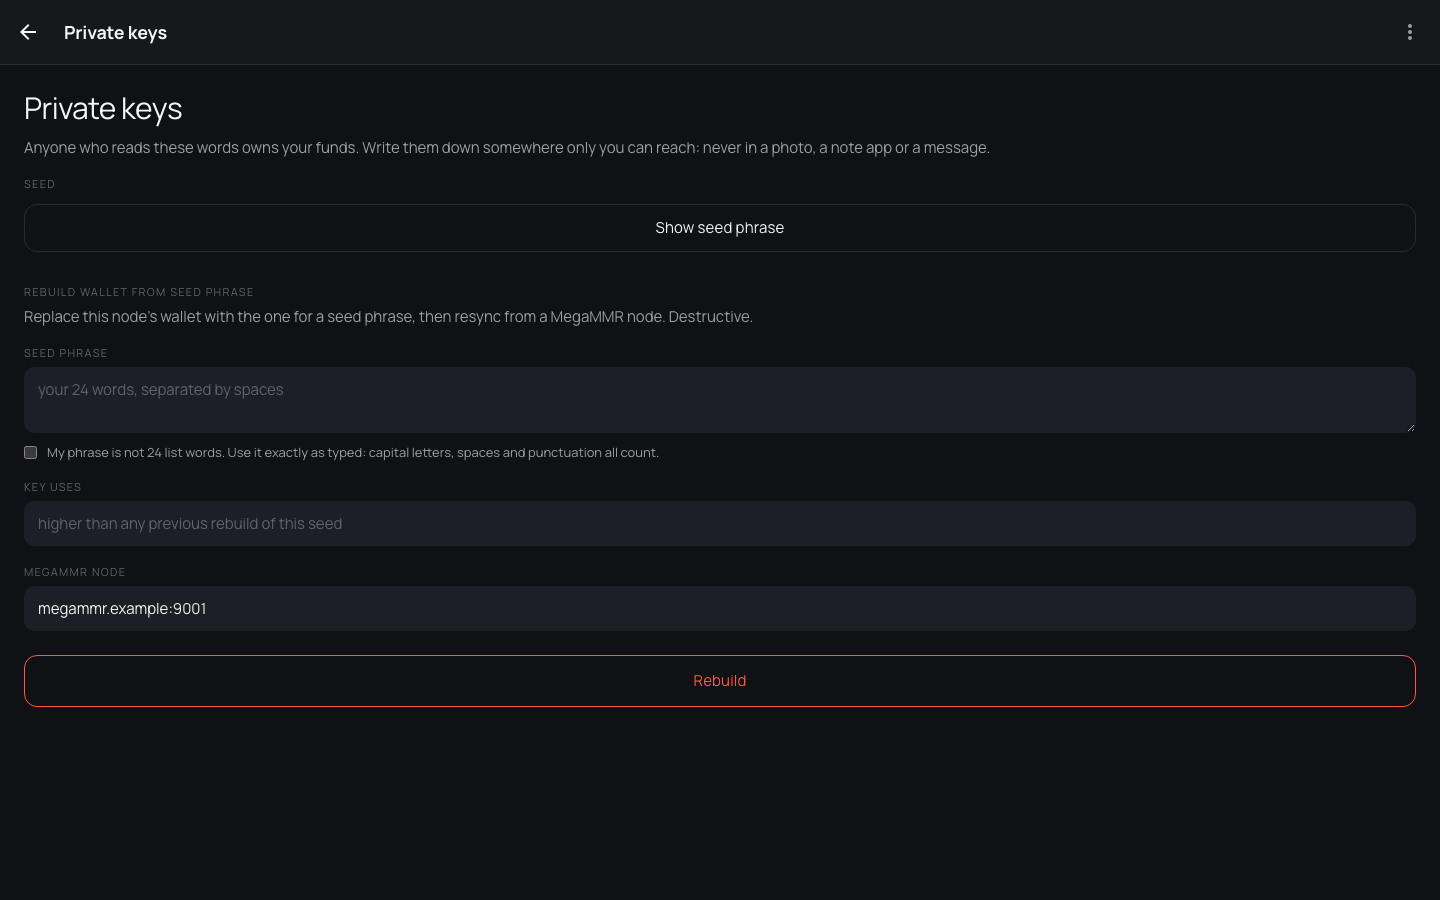 Private keys
Private keys
Anyone who reads these words owns your funds. Write them down somewhere only you can reach: never in a photo, a note app or a message.
SEED
Show seed phrase
REBUILD WALLET FROM SEED PHRASE
Replace this node's wallet with the one for a seed phrase, then resync from a MegaMMR node. Destructive.
SEED PHRASE
your 24 words, separated by spaces
My phrase is not 24 list words. Use it exactly as typed: capital letters, spaces and punctuation all count.
KEY USES
higher than any previous rebuild of this seed
MEGAMMR NODE
megammr.example:9001
Rebuild